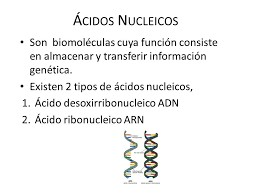 ÁCIDOS NUCLEICOS
• Son biomoléculas cuya función consiste
en almacenar y transferir información
genética.
• Existen 2 tipos de ácidos nucleicos,
1. Ácido desoxirribonucleico ADN
2. Ácido ribonucleico ARN